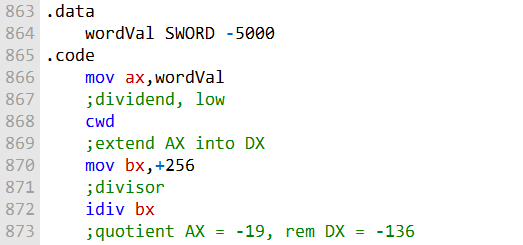 863 .data
864 wordVal SWORD -5000
865 .code
866 mov ax,wordVal
867 ;dividend, low
868 cwd
869 ;extend AX into DX
870 mov bx,+256
871 ;divisor
872 idiv bx
873 ;quotient AX = -19, rem DX = -136